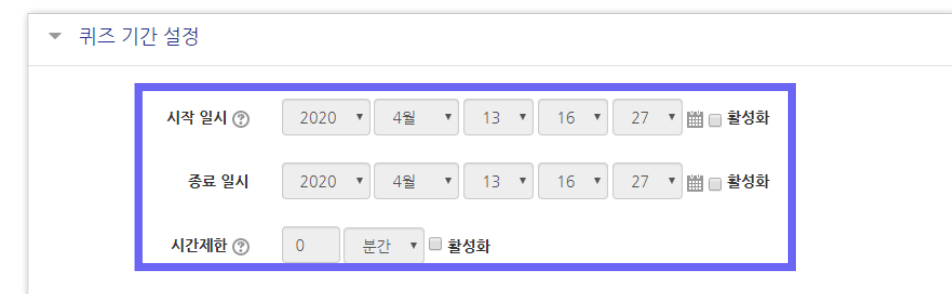 퀴즈 기간 설정
시작 일시 2020 4월 13 16 27 활성화
종료 일시 2020 4월 13 16 27 활성화
시간제한 0 분간 활성화